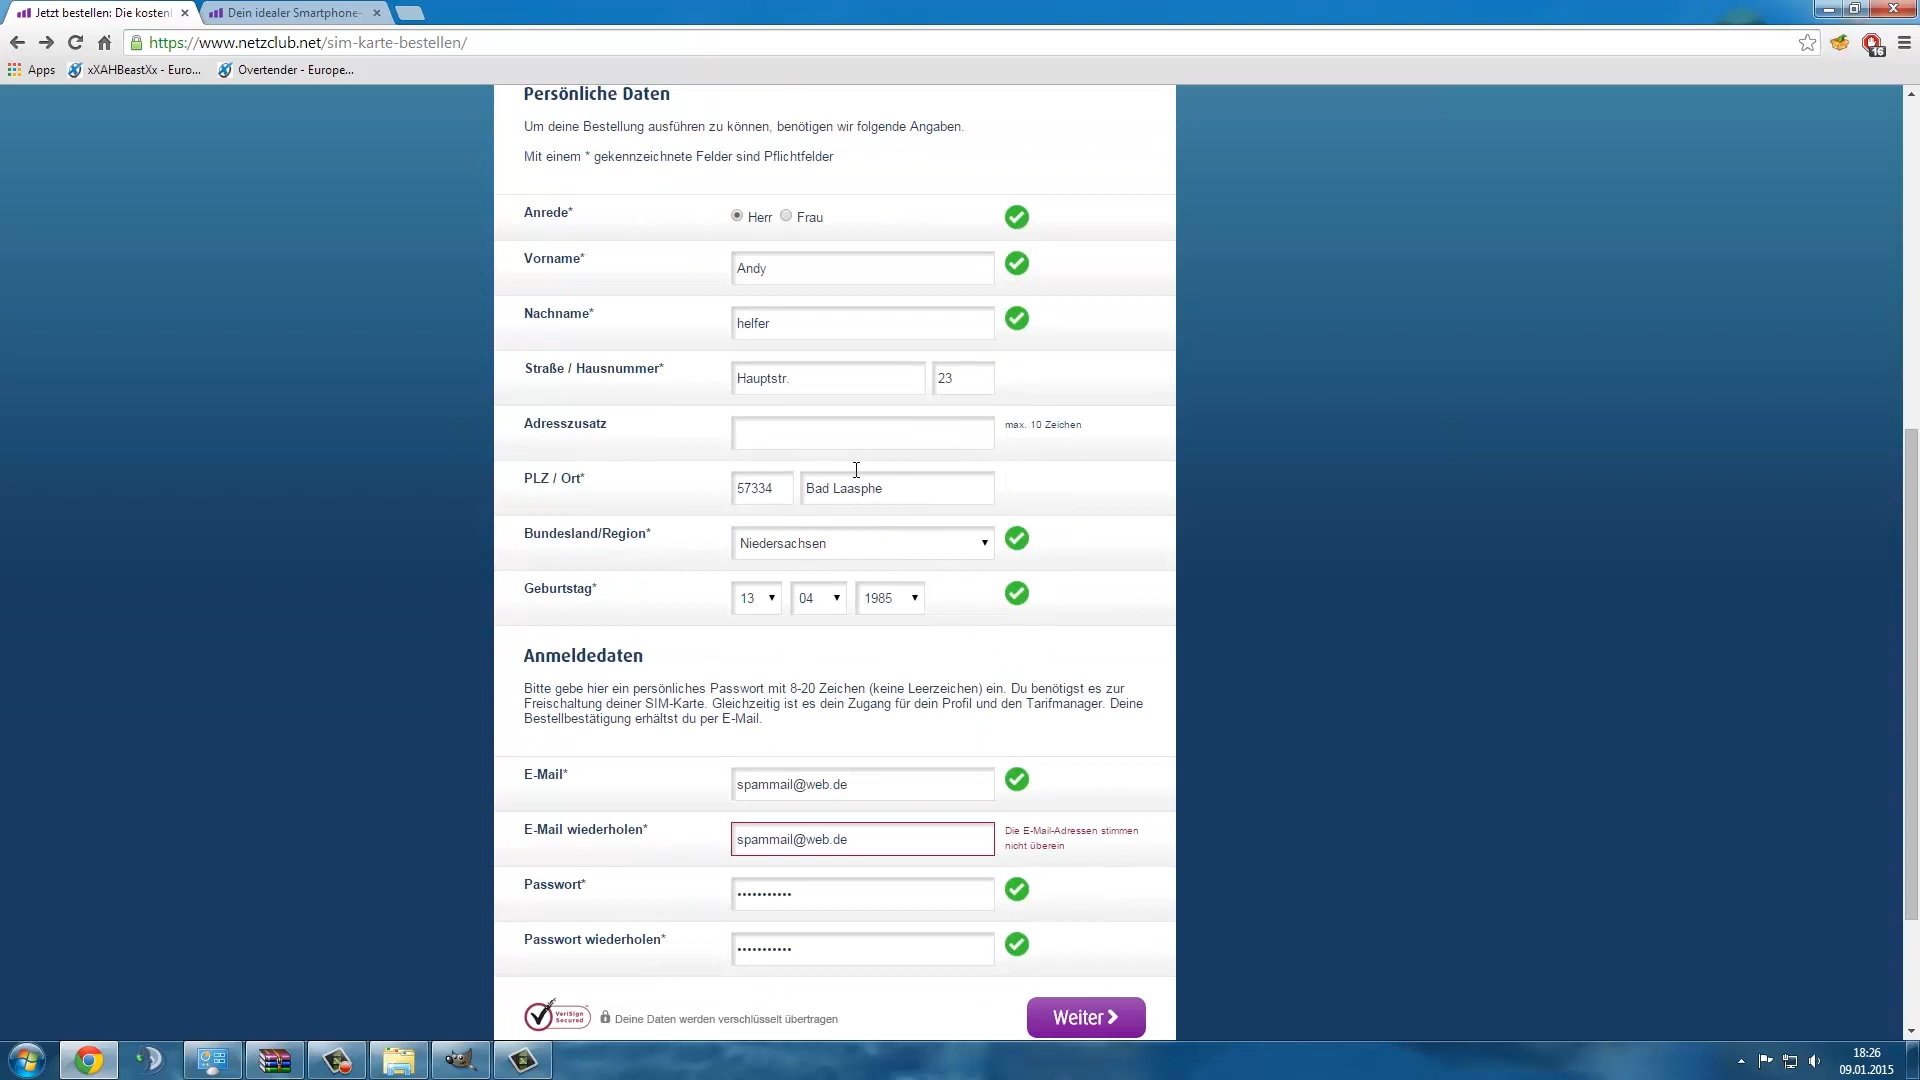 Jetzt bestellen: Die kostenl
Dein idealer Smartphone-
https://www.netzclub.net/sim-karte-bestellen/
16
Apps
xXAHBeastXx - Euro...
Overtender - Europe...
Persönliche Daten
Um deine Bestellung ausführen zu können, benötigen wir folgende Angaben.
Mit einem * gekennzeichnete Felder sind Pflichtfelder
Anrede* Herr Frau
Vorname* Andy
Nachname* helfer
Straße / Hausnummer* Hauptstr. 23
Adresszusatz max. 10 Zeichen
PLZ / Ort* 57334 Bad Laasphe
Bundesland/Region* Niedersachsen
Geburtstag* 13 04 1985
Anmeldedaten
Bitte gebe hier ein persönliches Passwort mit 8-20 Zeichen (keine Leerzeichen) ein. Du benötigst es zur
Freischaltung deiner SIM-Karte. Gleichzeitig ist es dein Zugang für dein Profil und den Tarifmanager. Deine
Bestellbestätigung erhältst du per E-Mail.
E-Mail* spammail@web.de
E-Mail wiederholen* spammail@web.de Die E-Mail-Adressen stimmen
nicht überein
Passwort* •••••••••••
Passwort wiederholen* •••••••••••
VeriSign
Secured
Deine Daten werden verschlüsselt übertragen
Weiter
18:26
09.01.2015